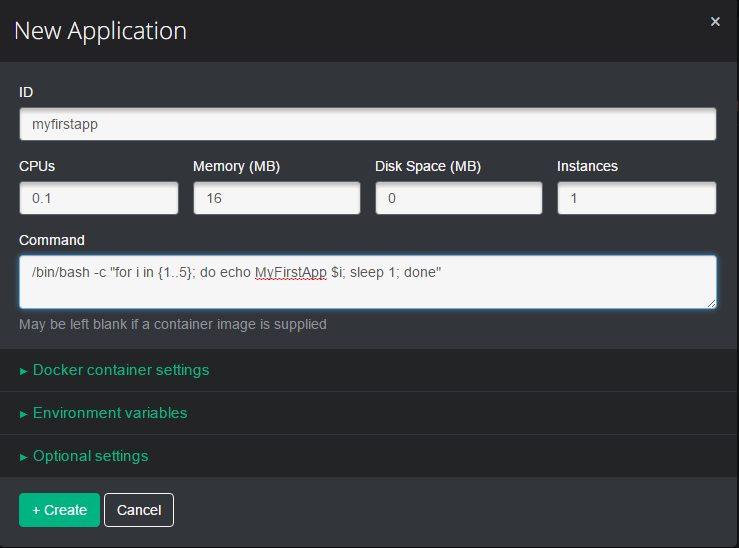 New Application
×
ID
myfirstapp
CPUs Memory (MB) Disk Space (MB) Instances
0.1 16 0 1
Command
/bin/bash -c "for i in {1..5}; do echo MyFirstApp $i; sleep 1; done"
May be left blank if a container image is supplied
► Docker container settings
► Environment variables
► Optional settings
+ Create Cancel